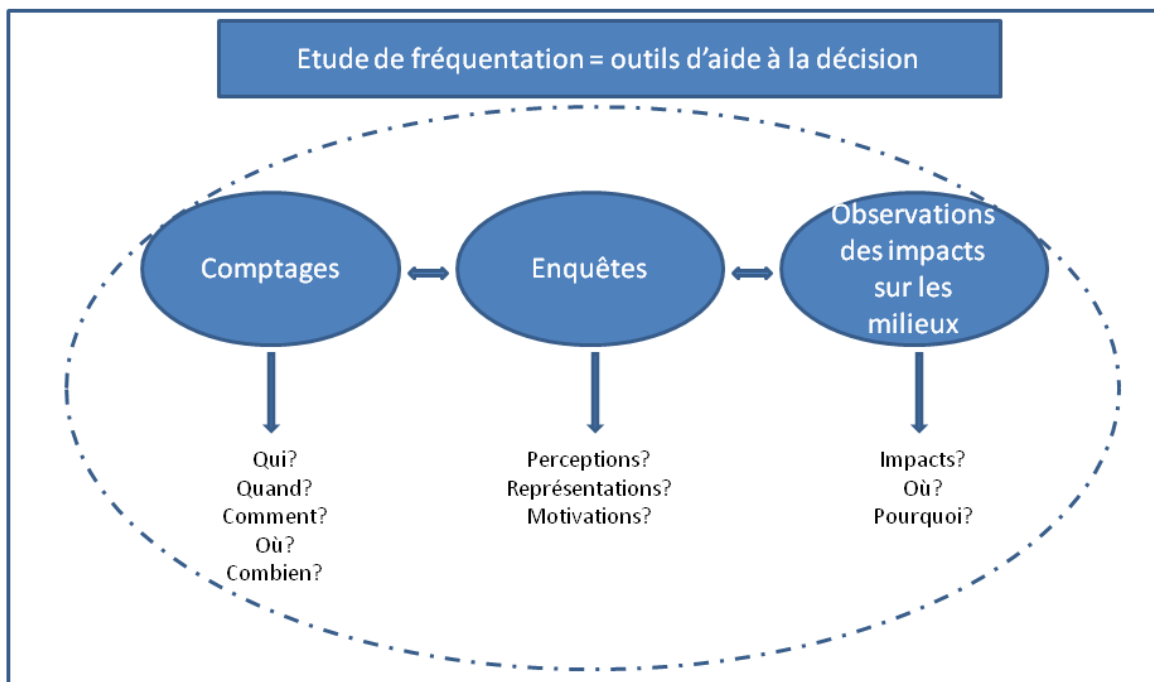 Etude de fréquentation = outils d'aide à la décision
Comptages
Enquêtes
Observations
des impacts
sur les
milieux
Qui?
Quand?
Comment?
Où?
Combien?
Perceptions?
Représentations?
Motivations?
Impacts?
Où?
Pourquoi?